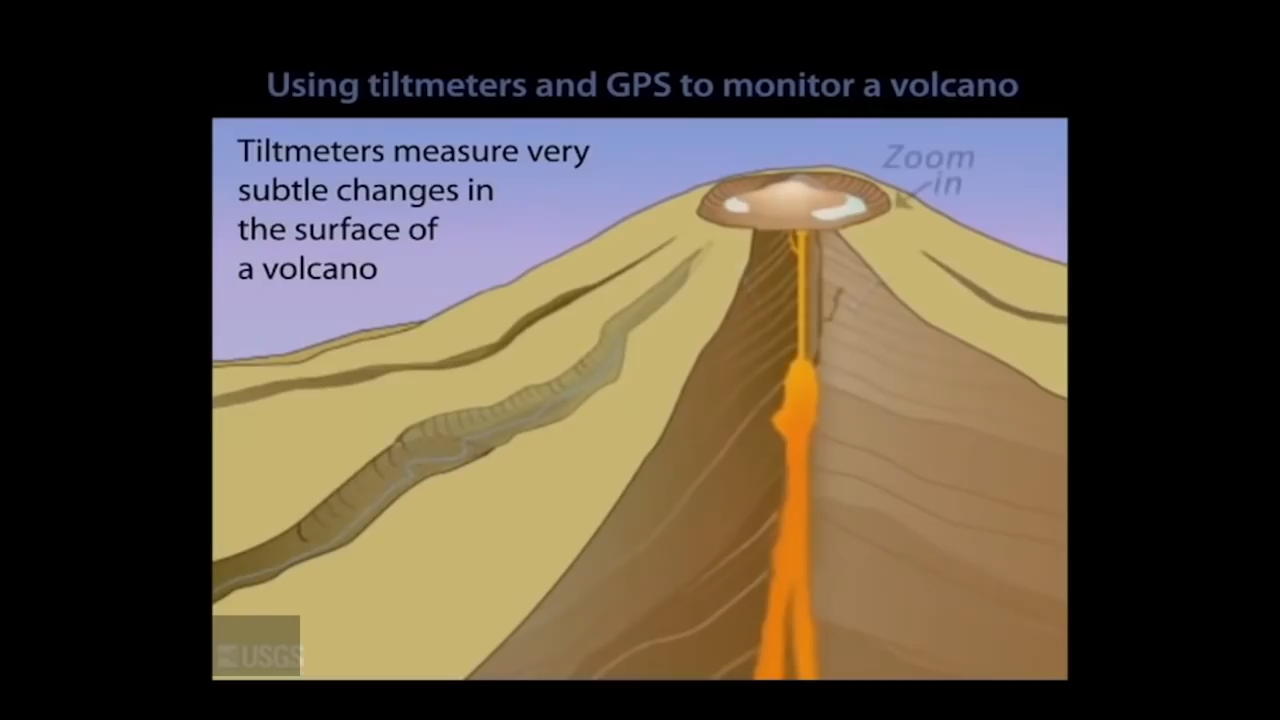 Using tiltmeters and GPS to monitor a volcano
Tiltmeters measure very
subtle changes in
the surface of
a volcano
Zoom
in
USGS